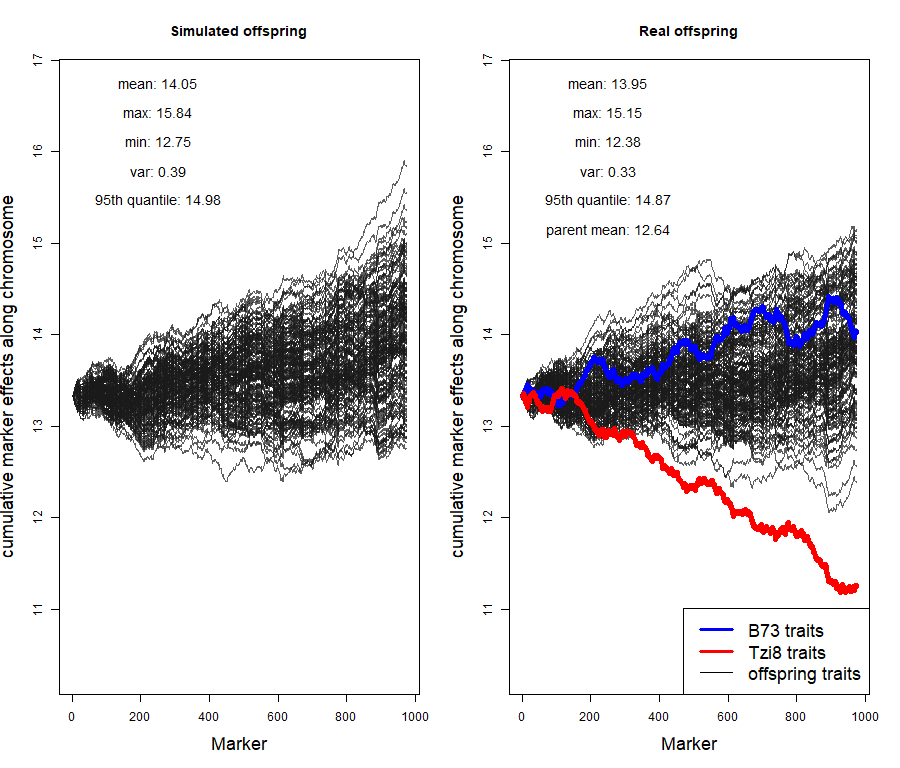 Simulated offspring
mean: 14.05
max: 15.84
min: 12.75
var: 0.39
95th quantile: 14.98
cumulative marker effects along chromosome
17
16
15
14
13
12
11
0 200 400 600 800 1000
Marker
Real offspring
mean: 13.95
max: 15.15
min: 12.38
var: 0.33
95th quantile: 14.87
parent mean: 12.64
cumulative marker effects along chromosome
17
16
15
14
13
12
11
B73 traits
Tzi8 traits
offspring traits
0 200 400 600 800 1000
Marker